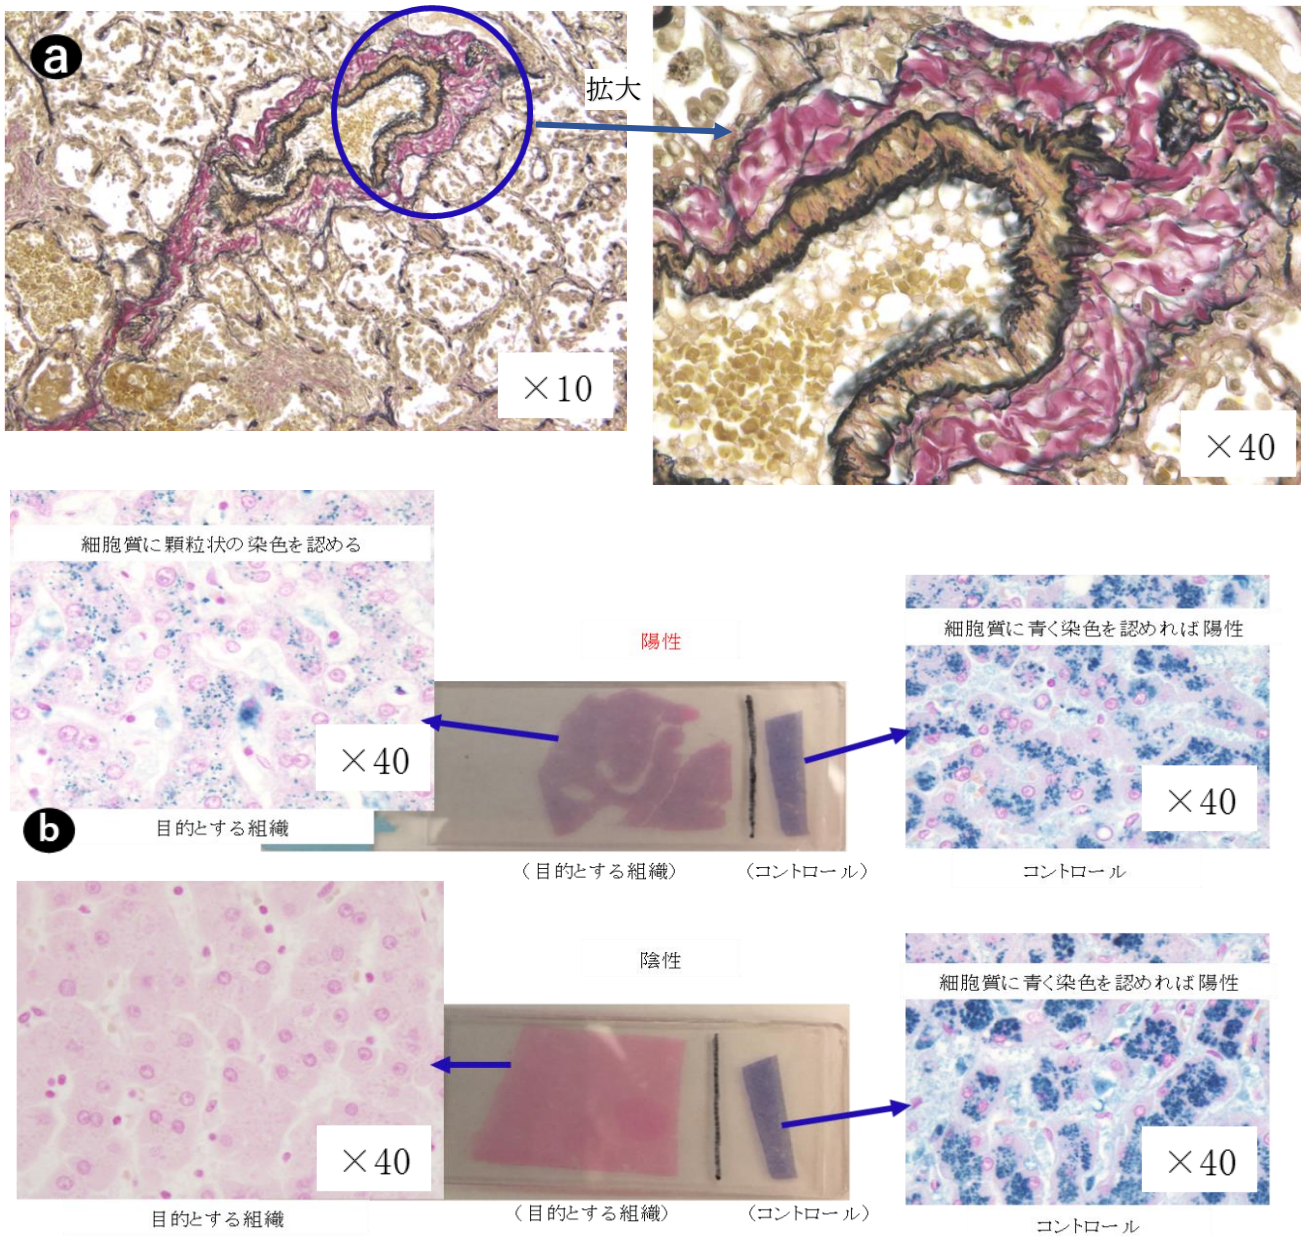 a
拡大
×10
×40
細胞質に顆粒状の染色を認める
×40
b
目的とする組織
陽性
(目的とする組織)
(コントロール)
細胞質に青く染色を認めれば陽性
×40
コントロール
×40
目的とする組織
陰性
(目的とする組織)
(コントロール)
細胞質に青く染色を認めれば陽性
×40
コントロール